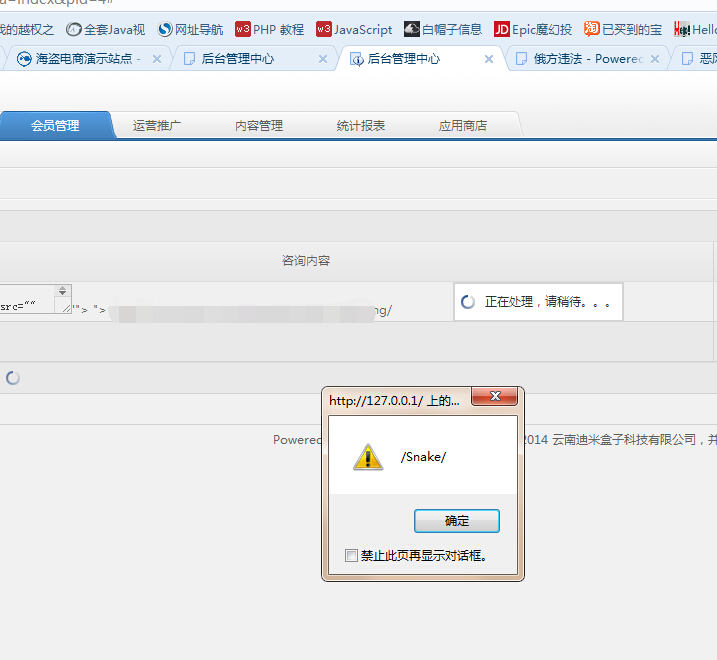 a=index&pid=4#
我的越权之 全套Java视 网址导航 PHP 教程 JavaScript 白帽子信息 Epic魔幻投 已买到的宝 Hello
海盗电商演示站点 - 后台管理中心 后台管理中心 俄方违法 - Powered 恶
会员管理 运营推广 内容管理 统计报表 应用商店
咨询内容
src=““
'"> "> ng/
正在处理，请稍待。。。
http://127.0.0.1/ 上的...
Powered 2014 云南迪米盒子科技有限公司，并
/Snake/
确定
禁止此页再显示对话框。